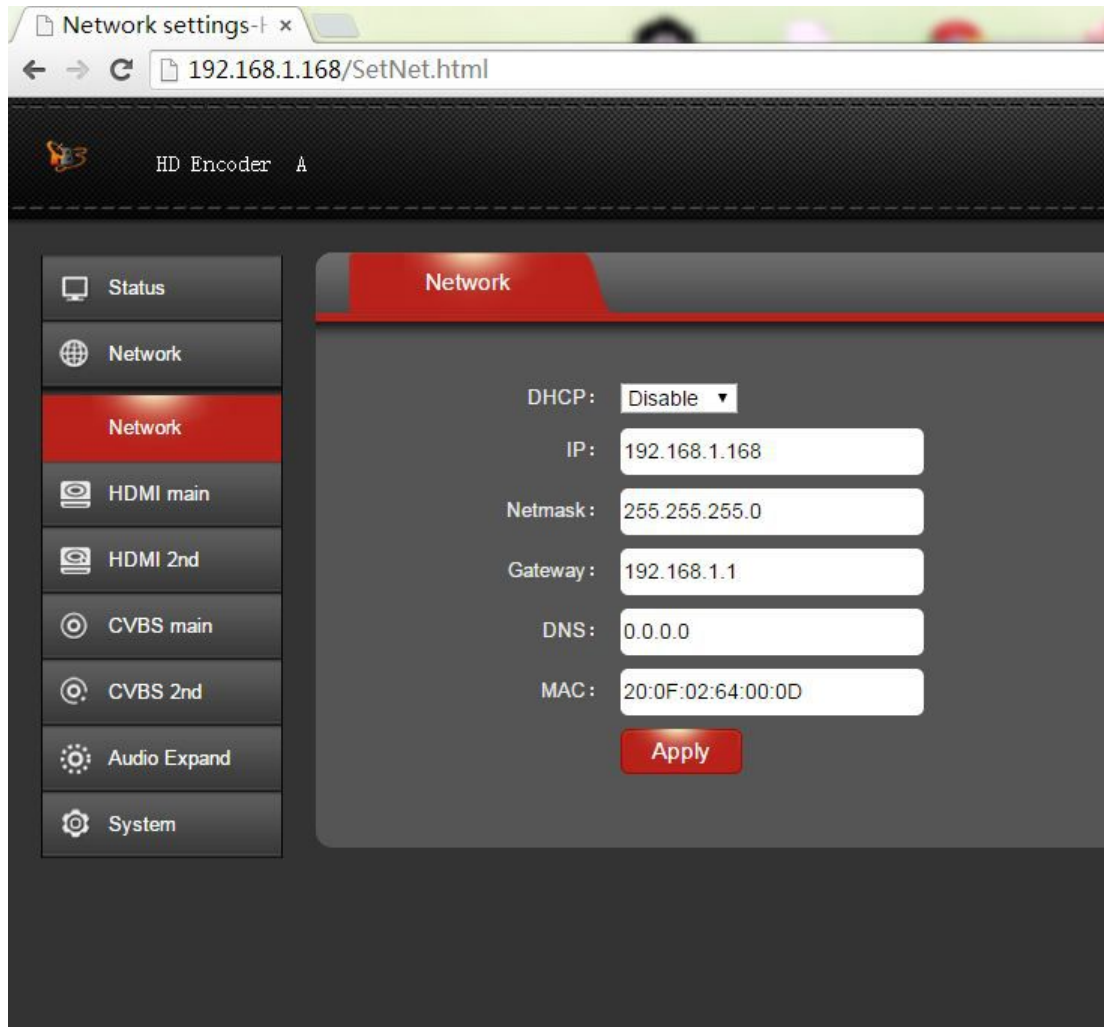 Network settings-H
192.168.1.168/SetNet.html
HD Encoder A
Status
Network
Network
HDMI main
HDMI 2nd
CVBS main
CVBS 2nd
Audio Expand
System
Network
DHCP: Disable
IP: 192.168.1.168
Netmask: 255.255.255.0
Gateway: 192.168.1.1
DNS: 0.0.0.0
MAC: 20:0F:02:64:00:0D
Apply